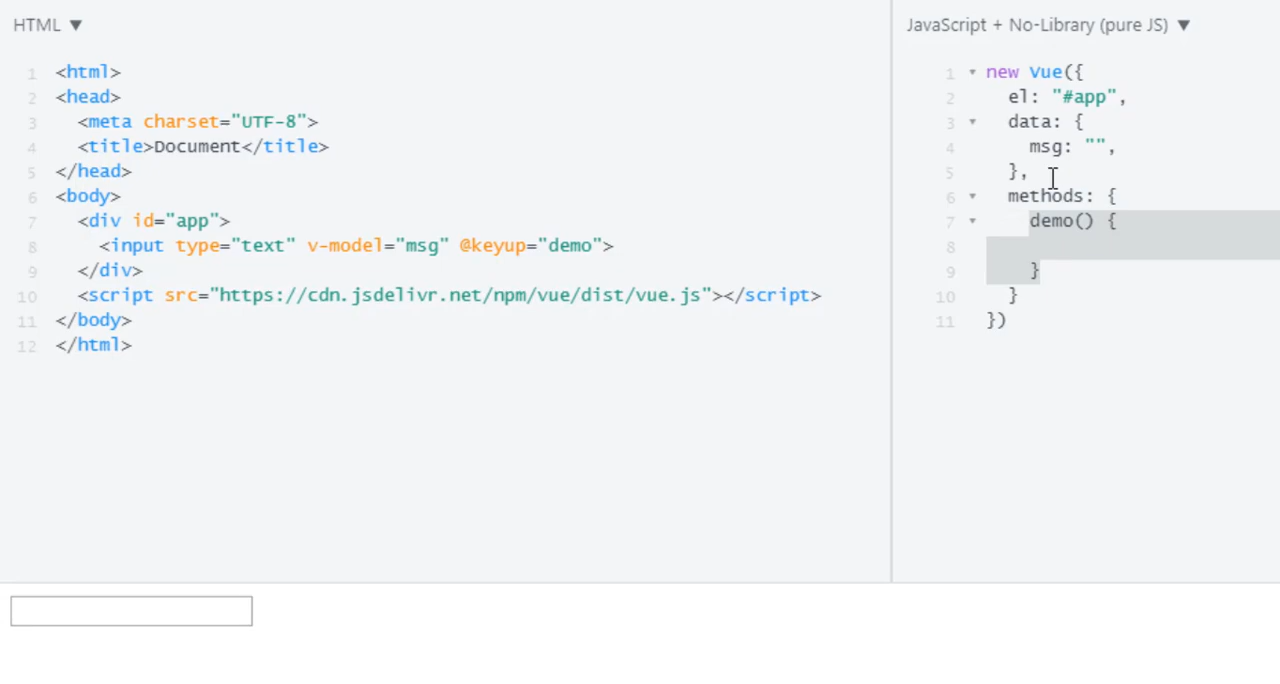 HTML ▼
1 <html>
2 <head>
3 <meta charset="UTF-8">
4 <title>Document</title>
5 </head>
6 <body>
7 <div id="app">
8 <input type="text" v-model="msg" @keyup="demo">
9 </div>
10 <script src="https://cdn.jsdelivr.net/npm/vue/dist/vue.js"></script>
11 </body>
12 </html>
JavaScript + No-Library (pure JS) ▼
1 new Vue({
2 el: "#app",
3 data: {
4 msg: "",
5 },
6 methods: {
7 demo() {
8
9 }
10 }
11 })